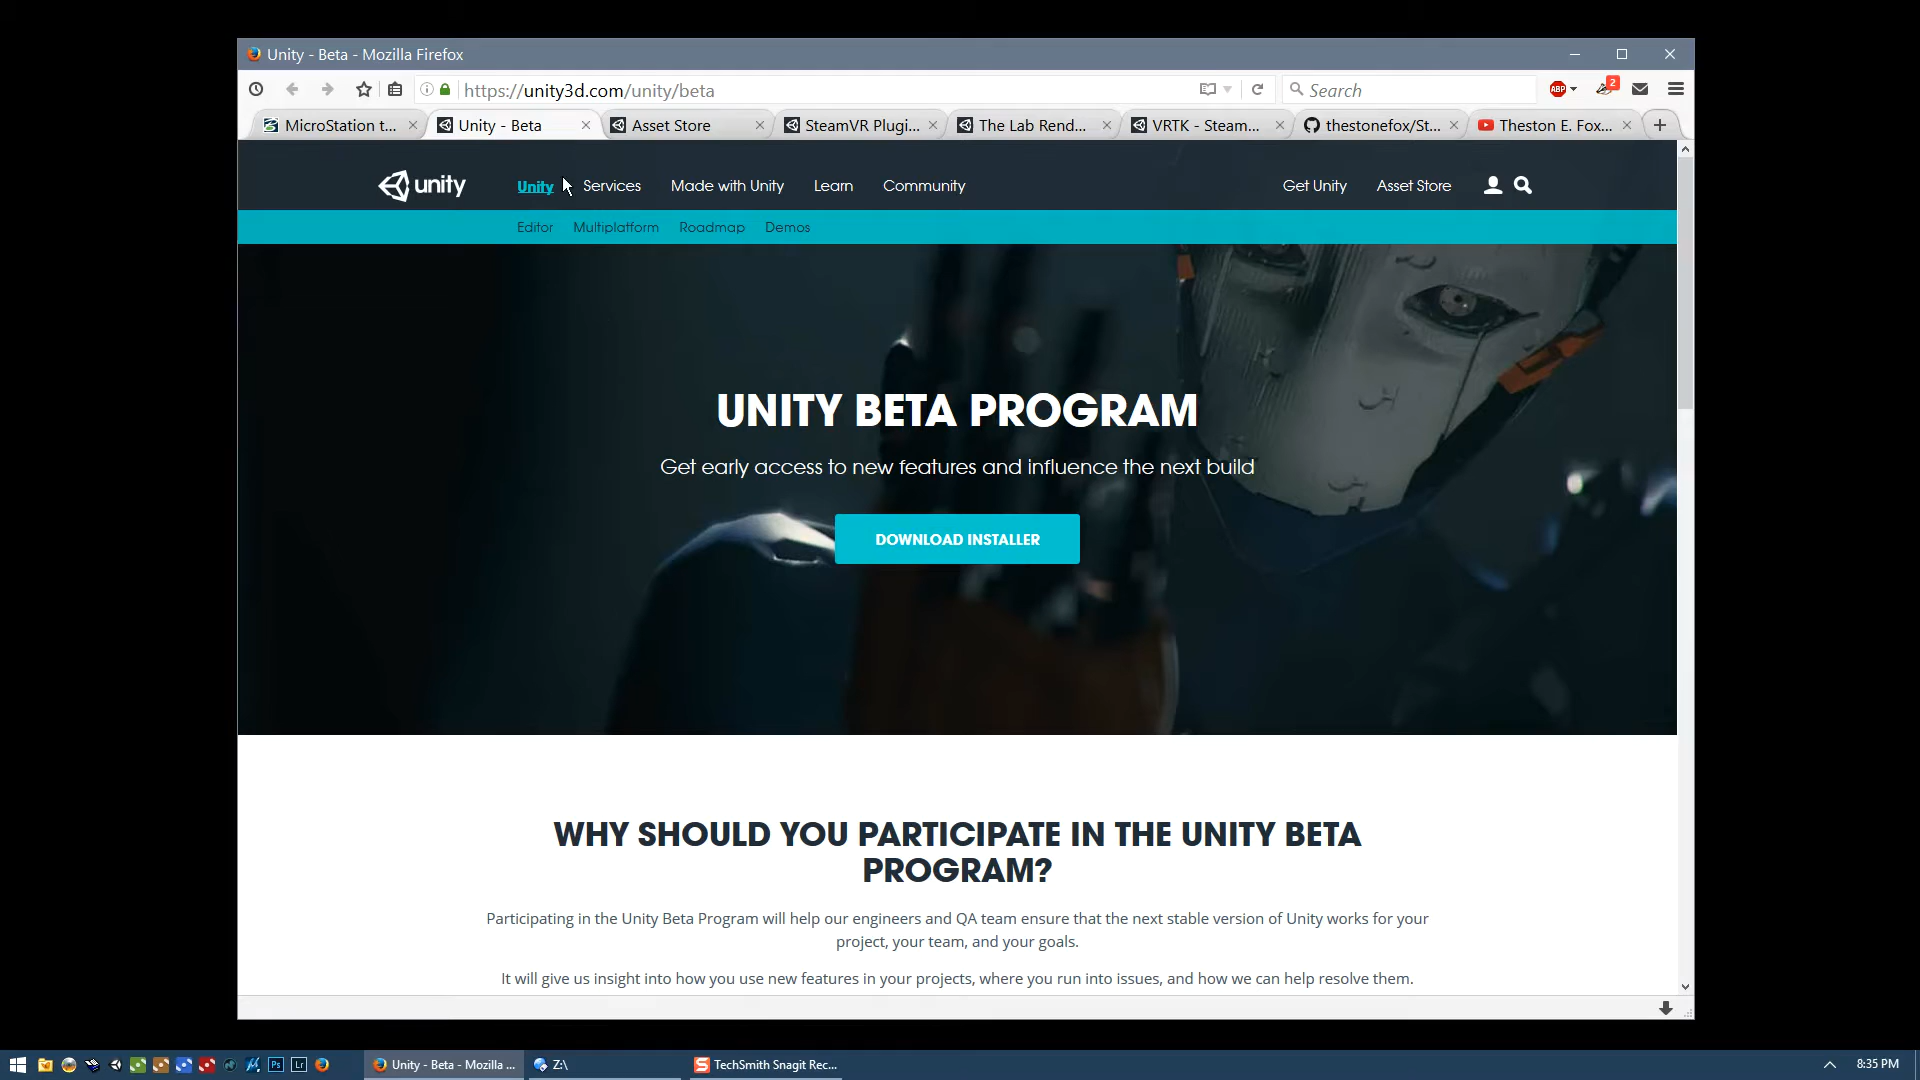 Unity - Beta - Mozilla Firefox
https://unity3d.com/unity/beta
Search
ABP
2
MicroStation t...
Unity - Beta
Asset Store
SteamVR Plugi...
The Lab Rend...
VRTK - Steam...
thestonefox/St...
Theston E. Fox...
unity
Unity
Services
Made with Unity
Learn
Community
Get Unity
Asset Store
Editor
Multiplatform
Roadmap
Demos
UNITY BETA PROGRAM
Get early access to new features and influence the next build
DOWNLOAD INSTALLER
WHY SHOULD YOU PARTICIPATE IN THE UNITY BETA
PROGRAM?
Participating in the Unity Beta Program will help our engineers and QA team ensure that the next stable version of Unity works for your
project, your team, and your goals.
It will give us insight into how you use new features in your projects, where you run into issues, and how we can help resolve them.
Ps
Lr
Unity - Beta - Mozilla ...
Z:\
TechSmith Snagit Rec...
8:35 PM